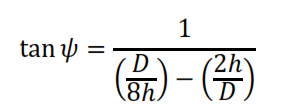 tan ψ = 1 / ((D/8h) − (2h/D))